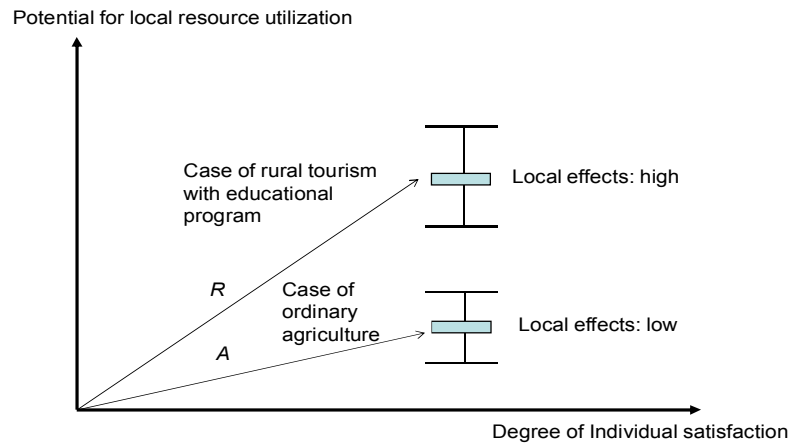 Potential for local resource utilization
Case of rural tourism
with educational
program
Local effects: high
R
Case of
ordinary
agriculture
Local effects: low
A
Degree of Individual satisfaction